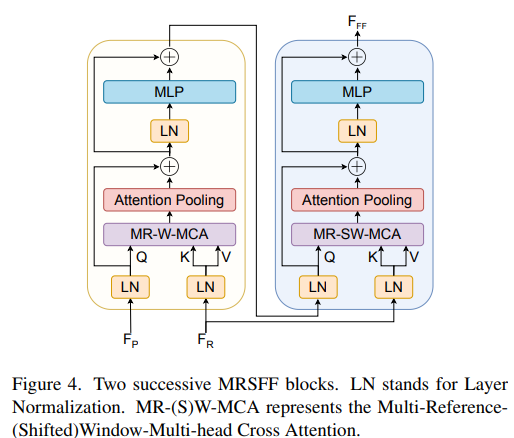 F_FF
MLP
LN
Attention Pooling
MR-W-MCA
Q K V
LN LN
F_P F_R
MLP
LN
Attention Pooling
MR-SW-MCA
Q K V
LN LN
Figure 4. Two successive MRSFF blocks. LN stands for Layer
Normalization. MR-(S)W-MCA represents the Multi-Reference-
(Shifted)Window-Multi-head Cross Attention.